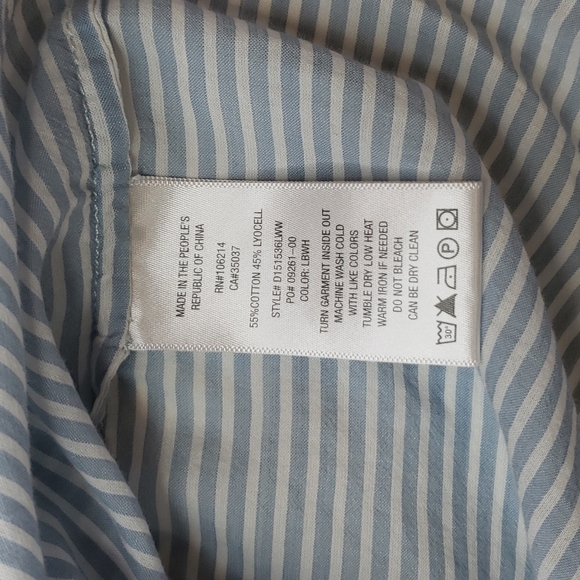 MADE IN THE PEOPLE'S
REPUBLIC OF CHINA
RN#106214
CA#35037
55%COTTON 45% LYOCELL
STYLE# D151536LWW
PO# 09261-00
COLOR: LBWH
TURN GARMENT INSIDE OUT
MACHINE WASH COLD
WITH LIKE COLORS
TUMBLE DRY LOW HEAT
WARM IRON IF NEEDED
DO NOT BLEACH
CAN BE DRY CLEAN
30° P